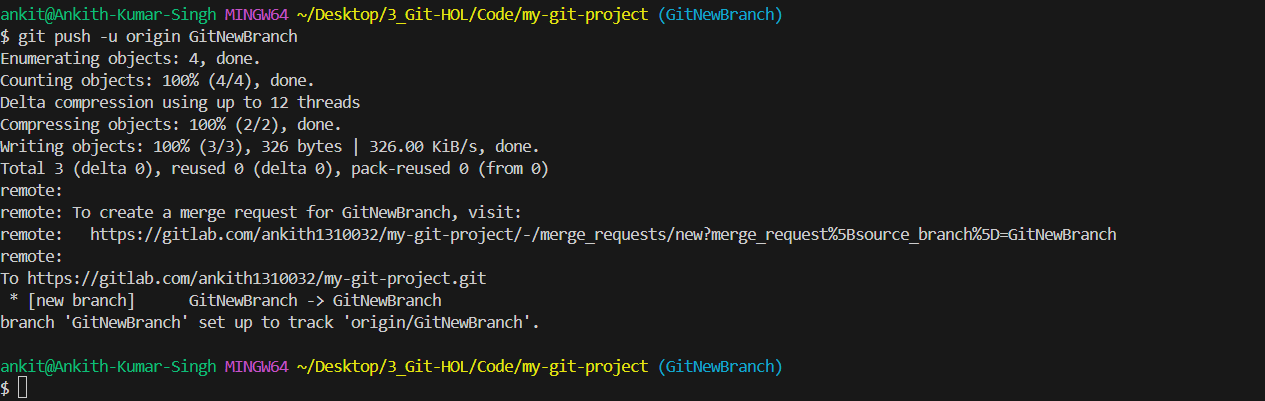 ankit@Ankith-Kumar-Singh MINGW64 ~/Desktop/3_Git-HOL/Code/my-git-project (GitNewBranch)
$ git push -u origin GitNewBranch
Enumerating objects: 4, done.
Counting objects: 100% (4/4), done.
Delta compression using up to 12 threads
Compressing objects: 100% (2/2), done.
Writing objects: 100% (3/3), 326 bytes | 326.00 KiB/s, done.
Total 3 (delta 0), reused 0 (delta 0), pack-reused 0 (from 0)
remote:
remote: To create a merge request for GitNewBranch, visit:
remote:   https://gitlab.com/ankith1310032/my-git-project/-/merge_requests/new?merge_request%5Bsource_branch%5D=GitNewBranch
remote:
To https://gitlab.com/ankith1310032/my-git-project.git
 * [new branch]      GitNewBranch -> GitNewBranch
branch 'GitNewBranch' set up to track 'origin/GitNewBranch'.
ankit@Ankith-Kumar-Singh MINGW64 ~/Desktop/3_Git-HOL/Code/my-git-project (GitNewBranch)
$